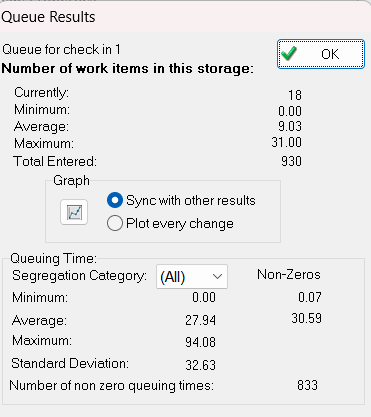 Queue Results
Queue for check in 1
OK
Number of work items in this storage:
Currently: 18
Minimum: 0.00
Average: 9.03
Maximum: 31.00
Total Entered: 930
Graph
Sync with other results
Plot every change
Queuing Time:
Segregation Category: (All) Non-Zeros
Minimum: 0.00 0.07
Average: 27.94 30.59
Maximum: 94.08
Standard Deviation: 32.63
Number of non zero queuing times: 833